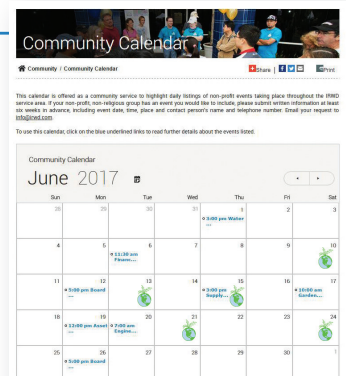 Community Calendar
Community / Community Calendar
Share | Print
This calendar is offered as a community service to highlight daily listings of non-profit events taking place throughout the IRWD
service area. If your non-profit, non-religious group has an event you would like to include, please submit written information at least
six weeks in advance, including event date, time, place and contact person's name and telephone number. Email your request to
info@irwd.com.
To use this calendar, click on the blue underlined links to read further details about the events listed.
Community Calendar
June 2017
Sun Mon Tue Wed Thu Fri Sat
28 29 30 31 1 2 3
3:00 pm Water
...
4 5 6 7 8 9 10
11:30 am
Financ...
11 12 13 14 15 16 17
5:00 pm Board
...
3:00 pm
Supply...
10:00 am
Garden...
18 19 20 21 22 23 24
12:00 pm Asset
...
7:00 am
Engine...
25 26 27 28 29 30 1
5:00 pm Board
...